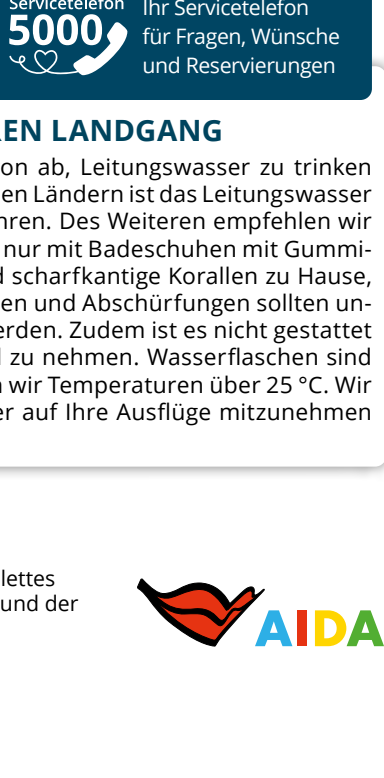 Servicetelefon
5000
Ihr Servicetelefon
für Fragen, Wünsche
und Reservierungen
EN LANDGANG
on ab, Leitungswasser zu trinken
en Ländern ist das Leitungswasser
hren. Des Weiteren empfehlen wir
nur mit Badeschuhen mit Gummi-
scharfkantige Korallen zu Hause,
en und Abschürfungen sollten un-
erden. Zudem ist es nicht gestattet
zu nehmen. Wasserflaschen sind
wir Temperaturen über 25 °C. Wir
er auf Ihre Ausflüge mitzunehmen
lettes
und der
AIDA